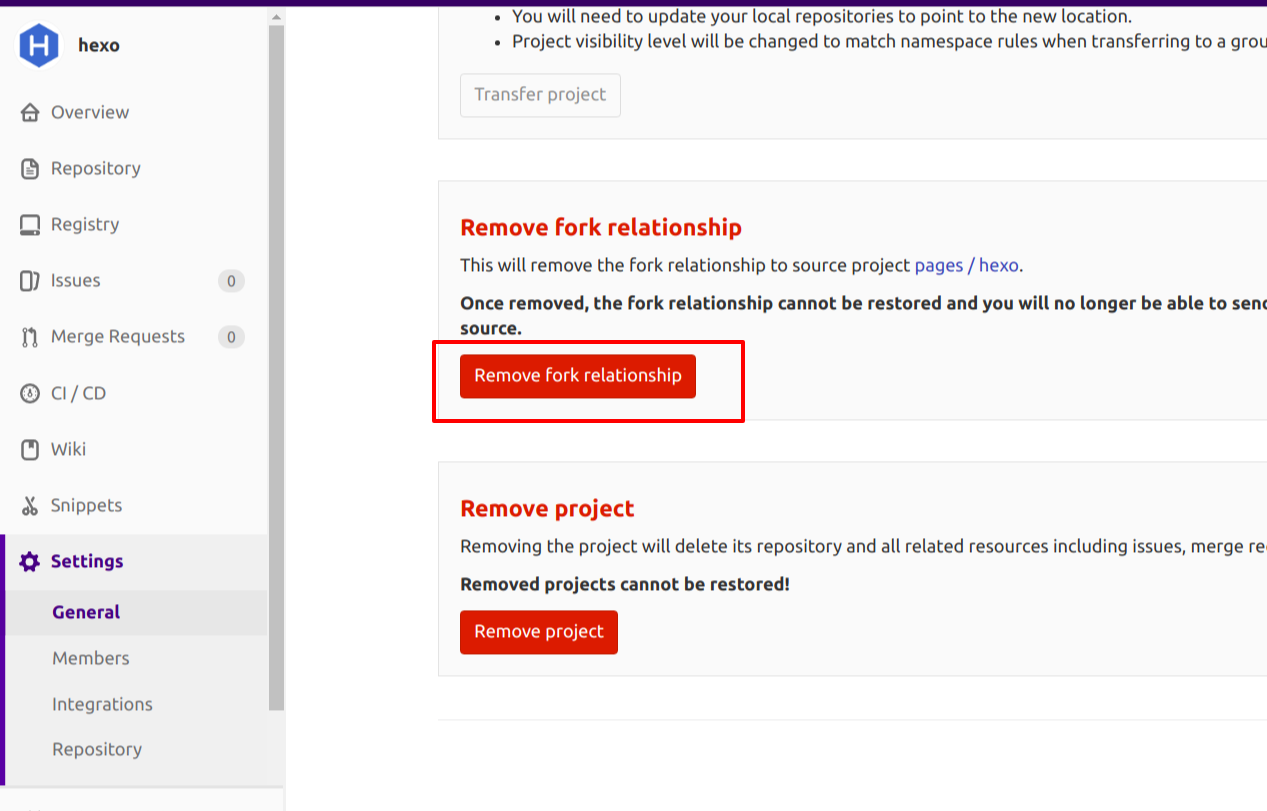 hexo
Overview
Repository
Registry
Issues 0
Merge Requests 0
CI / CD
Wiki
Snippets
Settings
General
Members
Integrations
Repository
You will need to update your local repositories to point to the new location.
Project visibility level will be changed to match namespace rules when transferring to a grou
Transfer project
Remove fork relationship
This will remove the fork relationship to source project pages / hexo.
Once removed, the fork relationship cannot be restored and you will no longer be able to send
source.
Remove fork relationship
Remove project
Removing the project will delete its repository and all related resources including issues, merge re
Removed projects cannot be restored!
Remove project